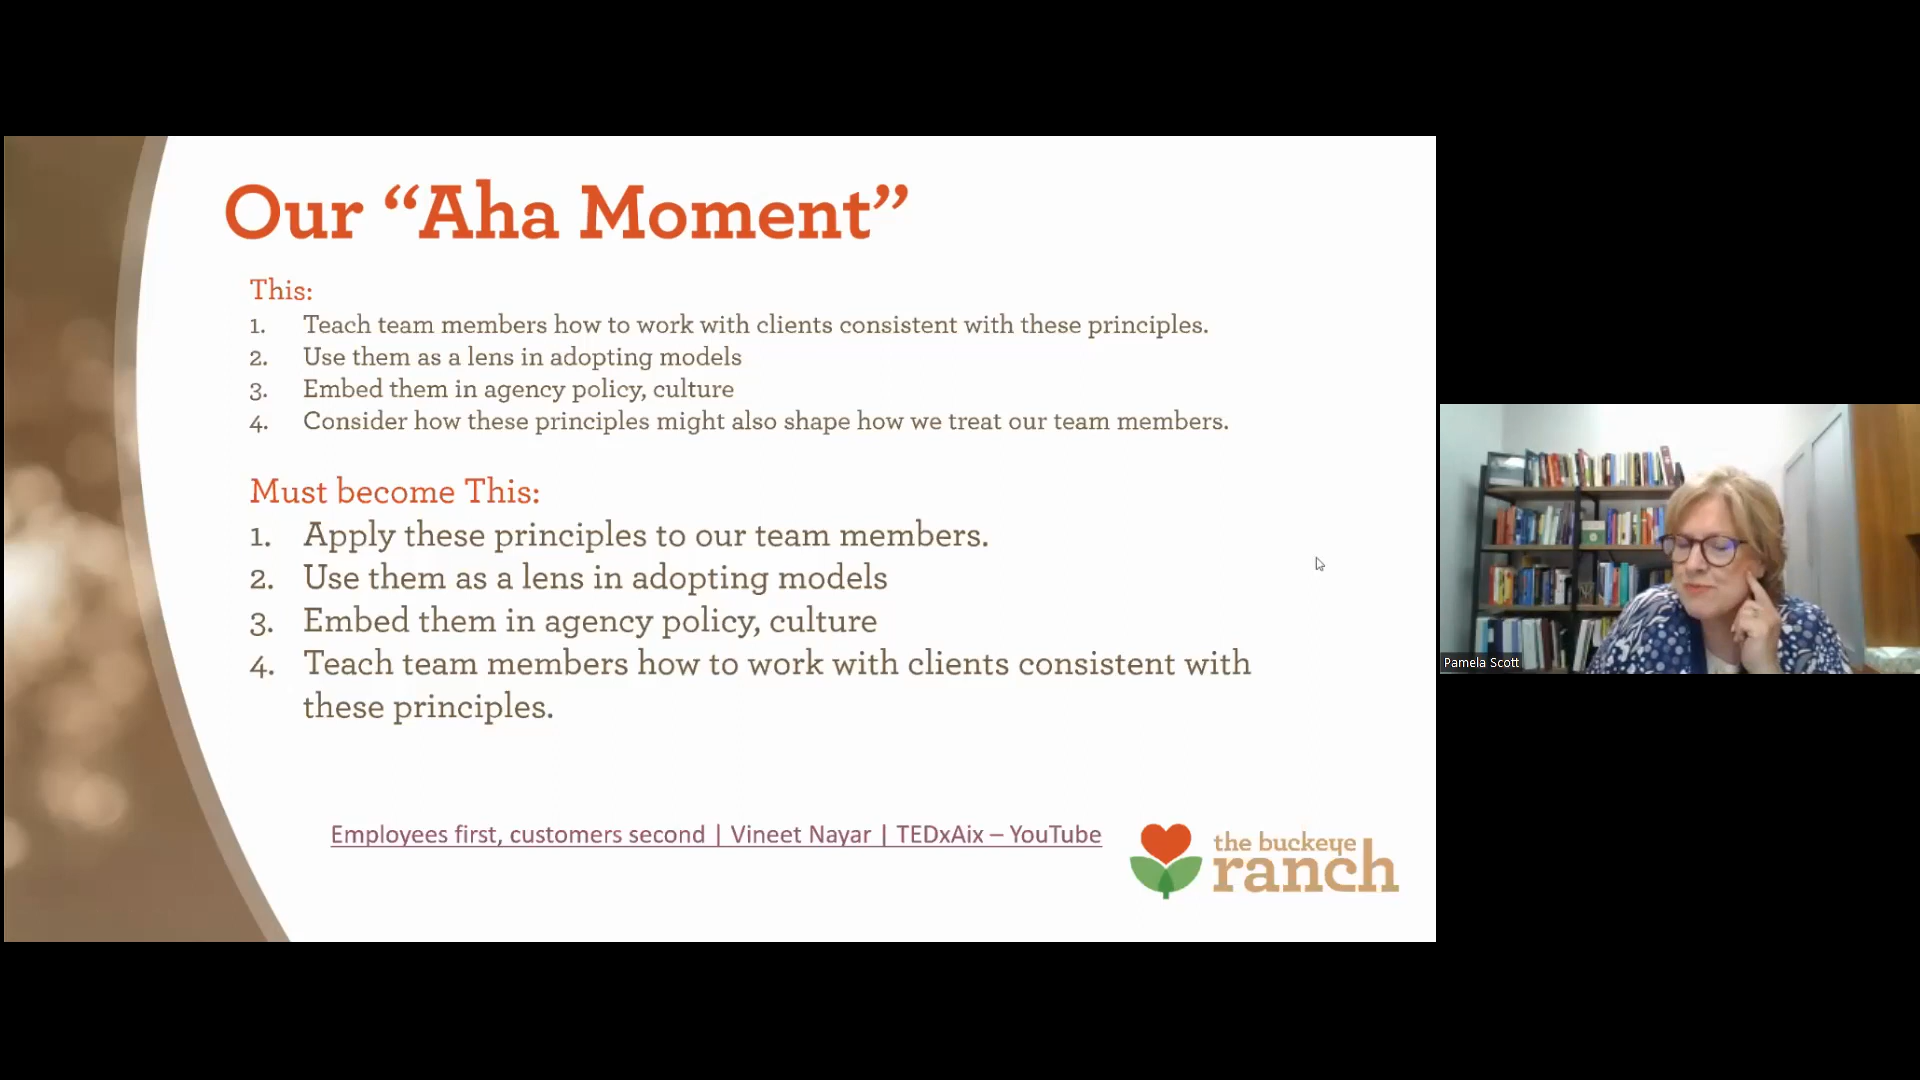 Our “Aha Moment”
This:
1. Teach team members how to work with clients consistent with these principles.
2. Use them as a lens in adopting models
3. Embed them in agency policy, culture
4. Consider how these principles might also shape how we treat our team members.
Must become This:
1. Apply these principles to our team members.
2. Use them as a lens in adopting models
3. Embed them in agency policy, culture
4. Teach team members how to work with clients consistent with
these principles.
Employees first, customers second | Vineet Nayar | TEDxAix – YouTube
the buckeye
ranch
Pamela Scott